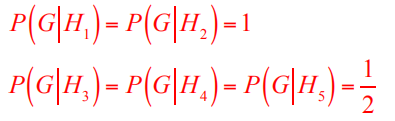 P(G|H₁) = P(G|H₂) = 1
P(G|H₃) = P(G|H₄) = P(G|H₅) = 1/2